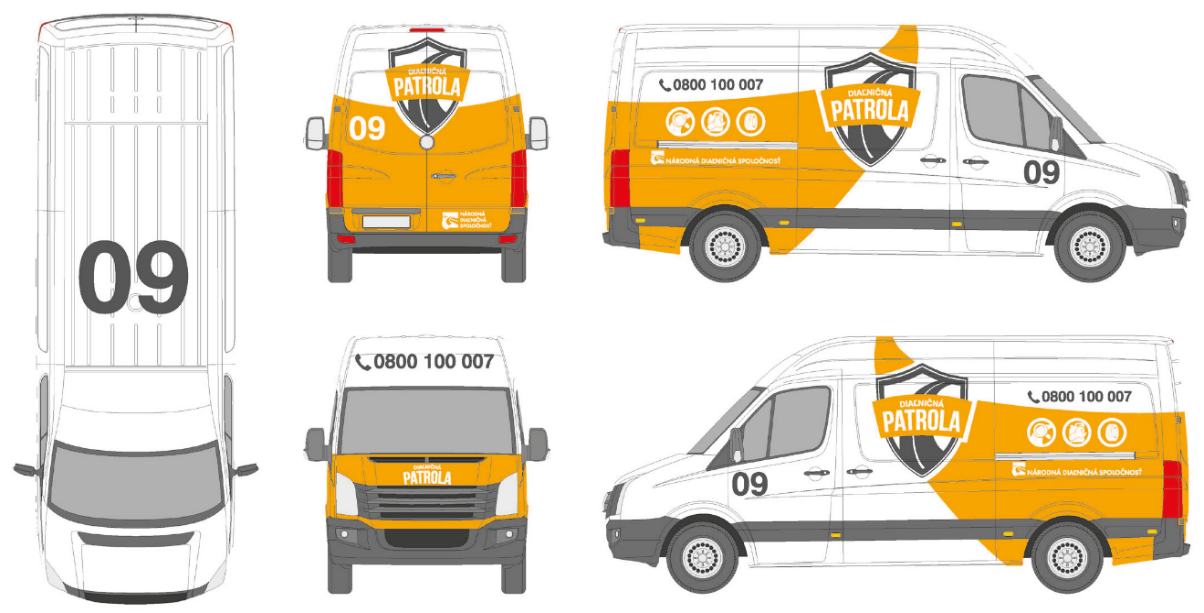 09
DIAĽNIČNÁ
PATROLA
09
NÁRODNÁ
DIAĽNIČNÁ
SPOLOČNOSŤ
0800 100 007
DIAĽNIČNÁ
PATROLA
09
NÁRODNÁ DIAĽNIČNÁ SPOLOČNOSŤ
0800 100 007
DIAĽNIČNÁ
PATROLA
0800 100 007
DIAĽNIČNÁ
PATROLA
09
NÁRODNÁ DIAĽNIČNÁ SPOLOČNOSŤ